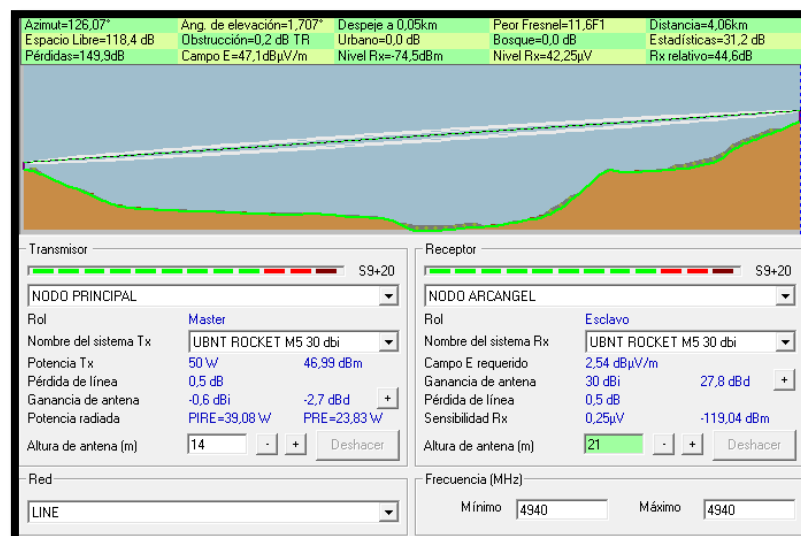 Azimut=126,07° Ang. de elevación=1,707° Despeje a 0,05km Peor Fresnel=11,6F1 Distancia=4,06km
Espacio Libre=118,4 dB Obstrucción=0,2 dB TR Urbano=0,0 dB Bosque=0,0 dB Estadísticas=31,2 dB
Pérdidas=149,9dB Campo E=47,1dBµV/m Nivel Rx=-74,5dBm Nivel Rx=42,25µV Rx relativo=44,6dB
Transmisor
S9+20
NODO PRINCIPAL
Rol Master
Nombre del sistema Tx UBNT ROCKET M5 30 dbi
Potencia Tx 50 W 46,99 dBm
Pérdida de línea 0,5 dB
Ganancia de antena -0,6 dBi -2,7 dBd +
Potencia radiada PIRE=39,08 W PRE=23,83 W
Altura de antena (m) 14 - + Deshacer
Receptor
S9+20
NODO ARCANGEL
Rol Esclavo
Nombre del sistema Rx UBNT ROCKET M5 30 dbi
Campo E requerido 2,54 dBµV/m
Ganancia de antena 30 dBi 27,8 dBd +
Pérdida de línea 0,5 dB
Sensibilidad Rx 0,25µV -119,04 dBm
Altura de antena (m) 21 - + Deshacer
Red
LINE
Frecuencia (MHz)
Mínimo 4940 Máximo 4940